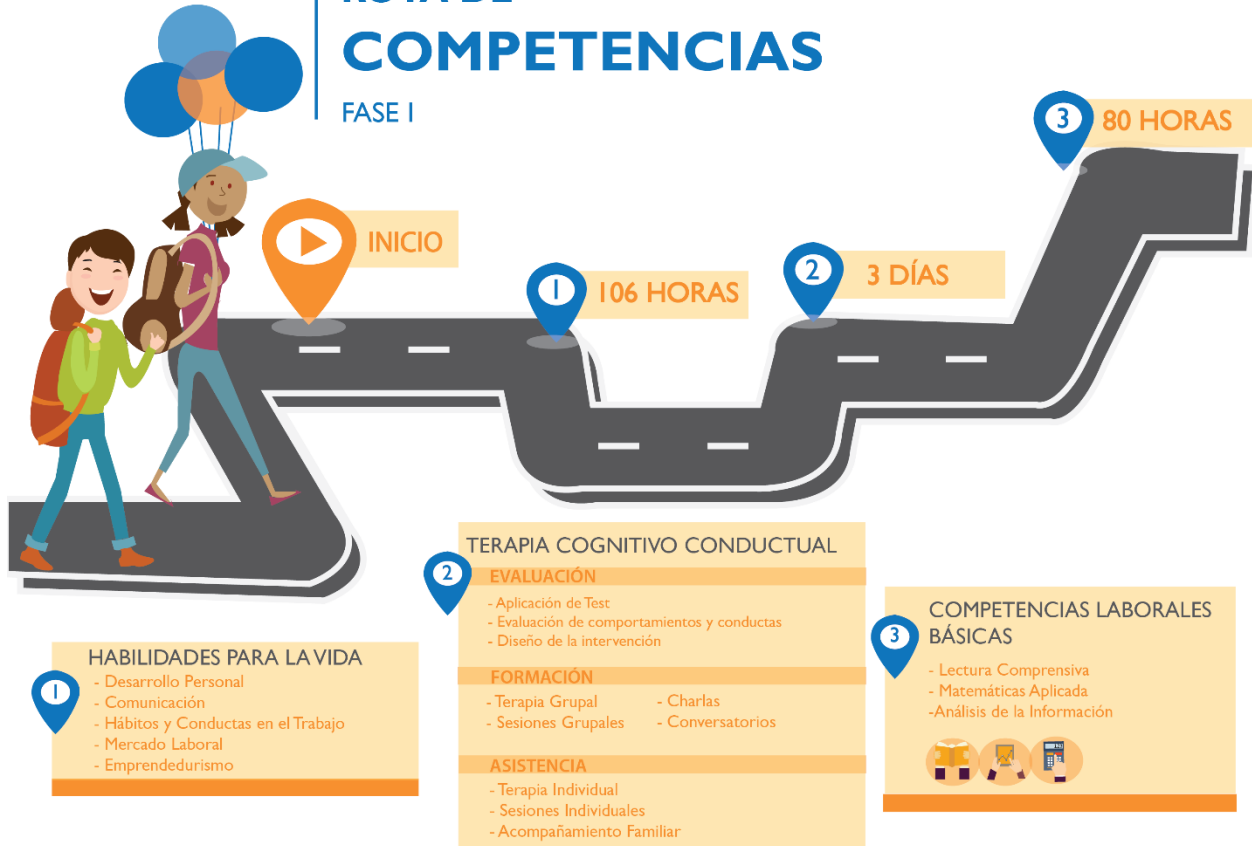 RUTA DE
COMPETENCIAS
FASE I
INICIO
1 106 HORAS
2 3 DÍAS
3 80 HORAS
1 HABILIDADES PARA LA VIDA
- Desarrollo Personal
- Comunicación
- Hábitos y Conductas en el Trabajo
- Mercado Laboral
- Emprendedurismo
2 TERAPIA COGNITIVO CONDUCTUAL
EVALUACIÓN
- Aplicación de Test
- Evaluación de comportamientos y conductas
- Diseño de la intervención
FORMACIÓN
- Terapia Grupal - Charlas
- Sesiones Grupales - Conversatorios
ASISTENCIA
- Terapia Individual
- Sesiones Individuales
- Acompañamiento Familiar
3 COMPETENCIAS LABORALES
BÁSICAS
- Lectura Comprensiva
- Matemáticas Aplicada
-Análisis de la Información